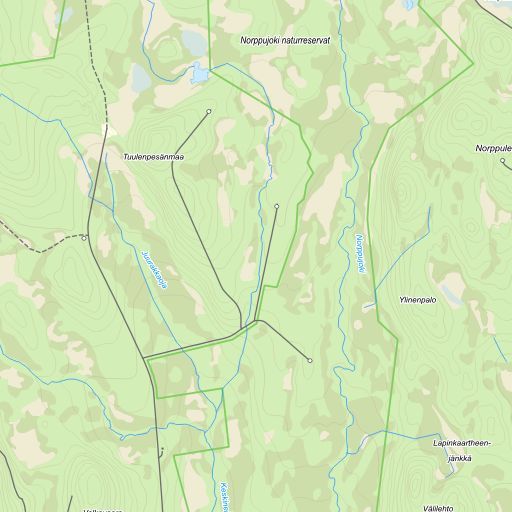 Norppujoki naturreservat
Norppule
Tuulenpesänmaa
Juurakkaoja
Norppujoki
Ylinenpalo
Lapinkaartheen-
jänkkä
Välilehto